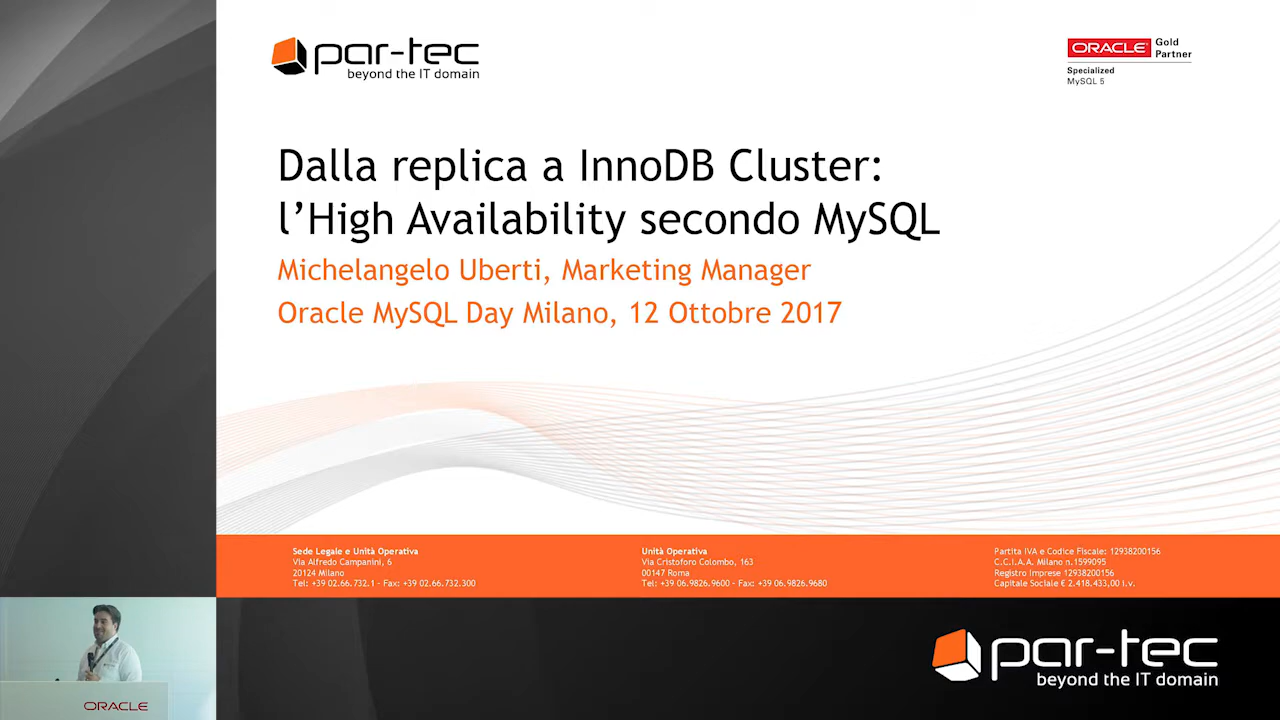 par-tec
beyond the IT domain
ORACLE
Gold
Partner
Specialized
MySQL 5
Dalla replica a InnoDB Cluster:
l’High Availability secondo MySQL
Michelangelo Uberti, Marketing Manager
Oracle MySQL Day Milano, 12 Ottobre 2017
Sede Legale e Unità Operativa
Via Alfredo Campanini, 6
20124 Milano
Tel: +39 02.66.732.1 - Fax: +39 02.66.732.300
Unità Operativa
Via Cristoforo Colombo, 163
00147 Roma
Tel: +39 06.9826.9600 - Fax: +39 06.9826.9680
Partita IVA e Codice Fiscale: 12938200156
C.C.I.A.A. Milano n.1599095
Registro Imprese 12938200156
Capitale Sociale € 2.418.433,00 i.v.
ORACLE
par-tec
beyond the IT domain